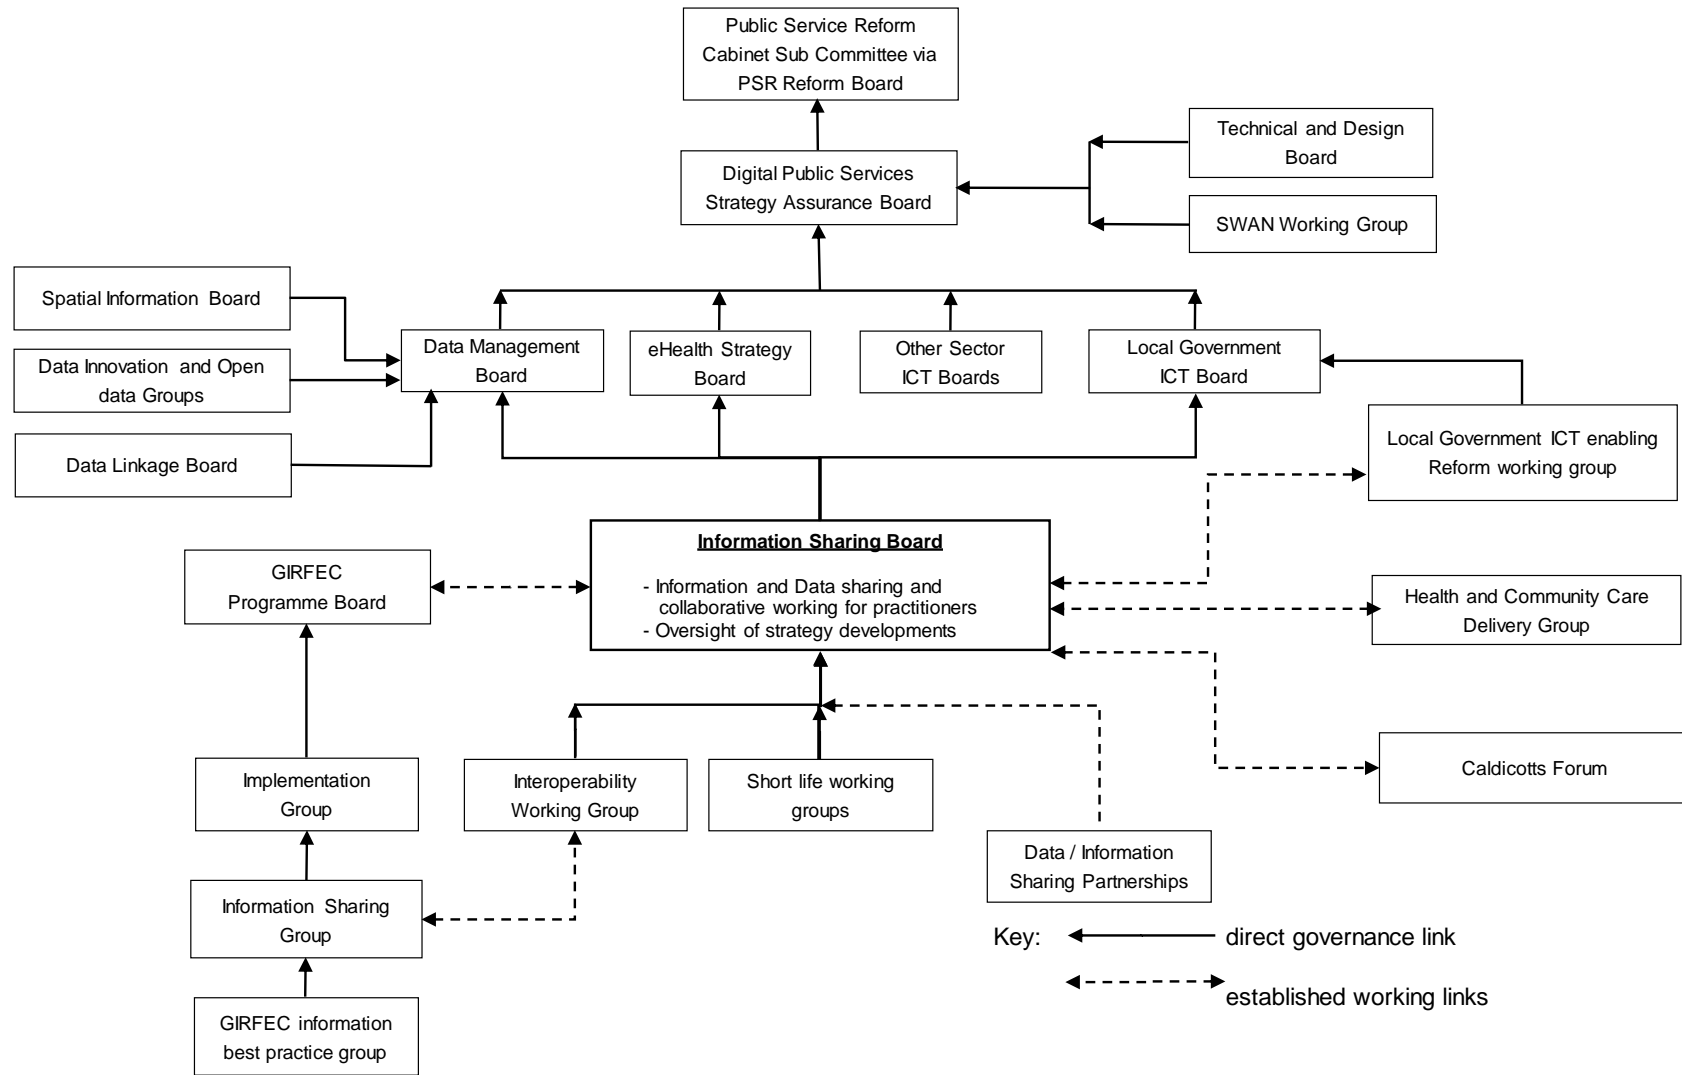 Public Service Reform
Cabinet Sub Committee via
PSR Reform Board
Technical and Design
Board
Digital Public Services
Strategy Assurance Board
SWAN Working Group
Spatial Information Board
Data Management
Board
eHealth Strategy
Board
Other Sector
ICT Boards
Local Government
ICT Board
Data Innovation and Open
data Groups
Data Linkage Board
Local Government ICT enabling
Reform working group
Information Sharing Board
- Information and Data sharing and
collaborative working for practitioners
- Oversight of strategy developments
GIRFEC
Programme Board
Health and Community Care
Delivery Group
Implementation
Group
Interoperability
Working Group
Short life working
groups
Caldicotts Forum
Data / Information
Sharing Partnerships
Information Sharing
Group
Key:
direct governance link
established working links
GIRFEC information
best practice group